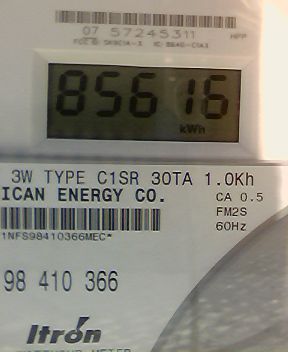 07 57245311
85616
kWh
3W TYPE C1SR 30TA 1.0Kh
ICAN ENERGY CO.
CA 0.5
FM2S
60Hz
1NFS98410366MEC*
98 410 366
Itrón